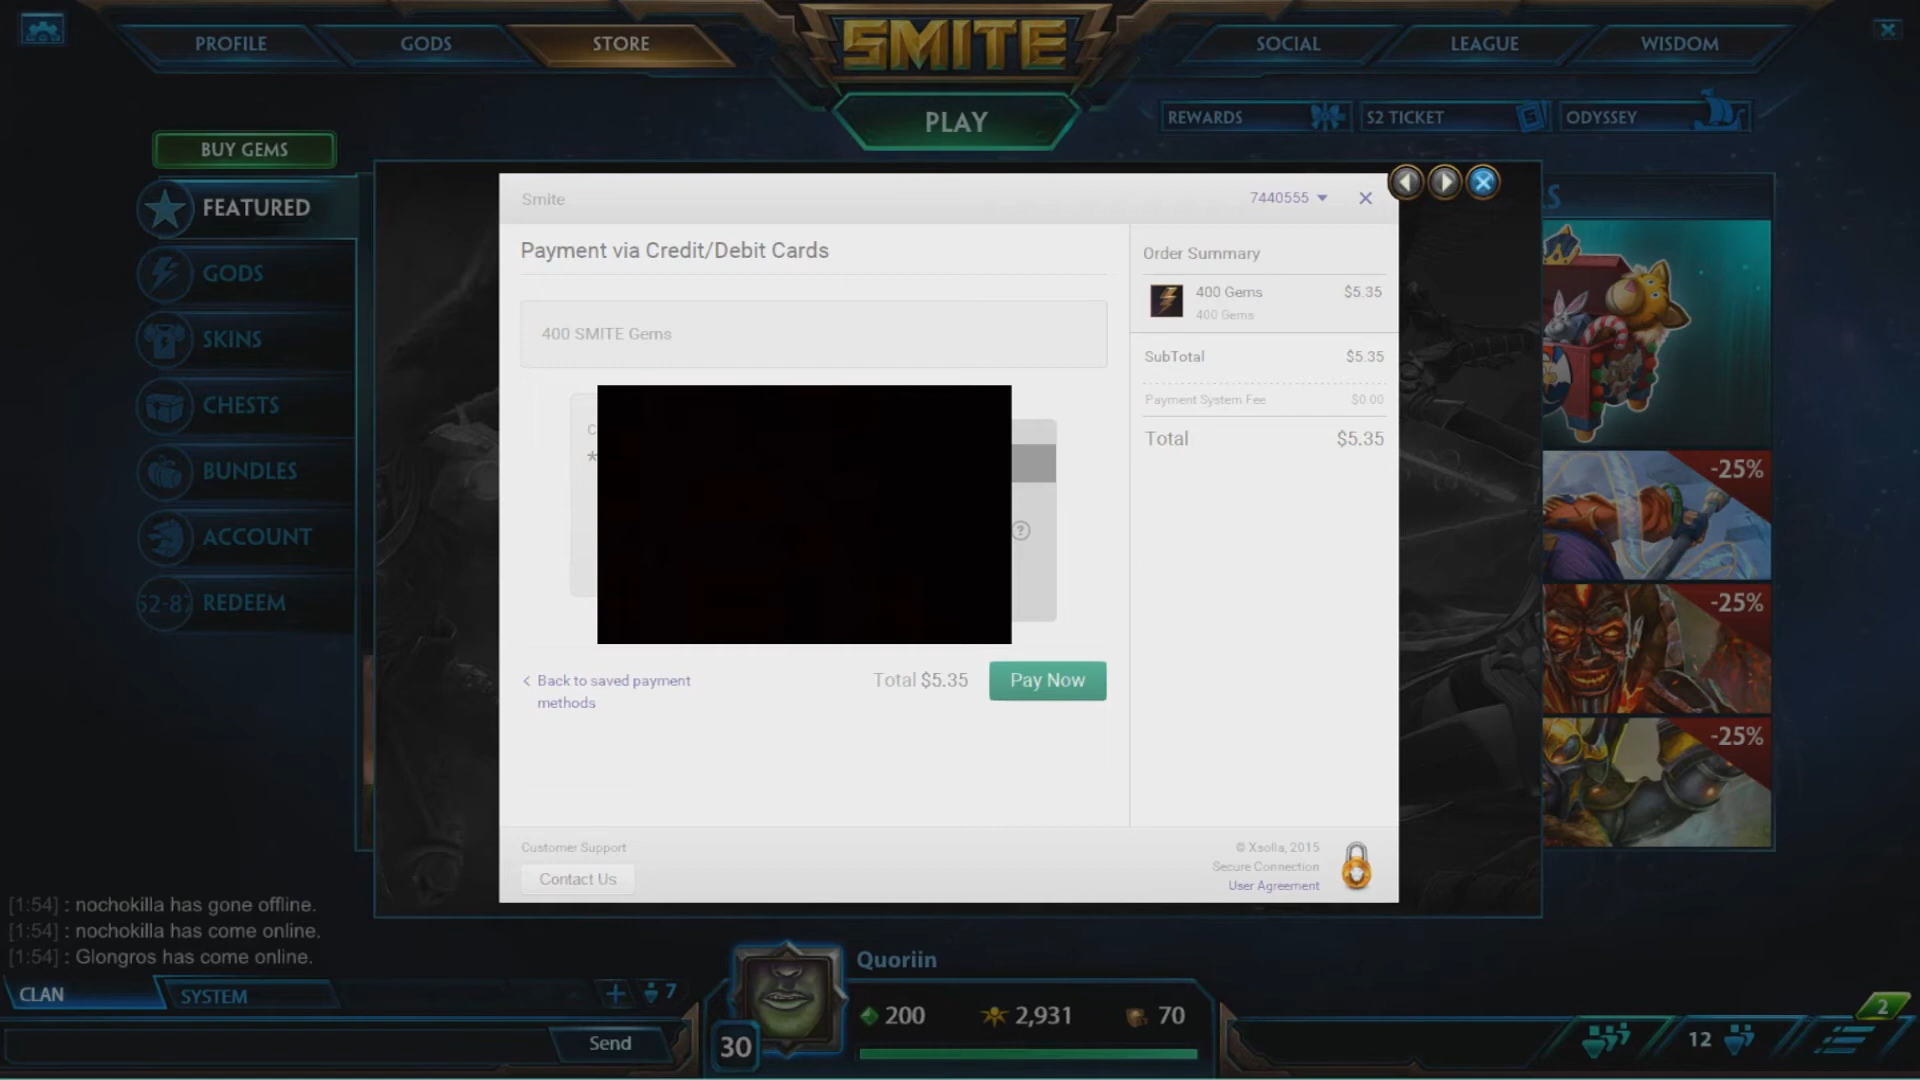 PROFILE
GODS
STORE
SMITE
SOCIAL
LEAGUE
WISDOM
PLAY
REWARDS
S2 TICKET
ODYSSEY
BUY GEMS
FEATURED
GODS
SKINS
CHESTS
BUNDLES
ACCOUNT
REDEEM
Smite
7440555
Payment via Credit/Debit Cards
400 SMITE Gems
*
?
< Back to saved payment
methods
Total $5.35
Pay Now
Order Summary
400 Gems $5.35
400 Gems
SubTotal $5.35
Payment System Fee $0.00
Total $5.35
-25%
-25%
-25%
Customer Support
Contact Us
© Xsolla, 2015
Secure Connection
User Agreement
[1:54] : nochokilla has gone offline.
[1:54] : nochokilla has come online.
[1:54] : Glongros has come online.
CLAN
SYSTEM
+
7
Send
Quoriin
30
200
2,931
70
12
2